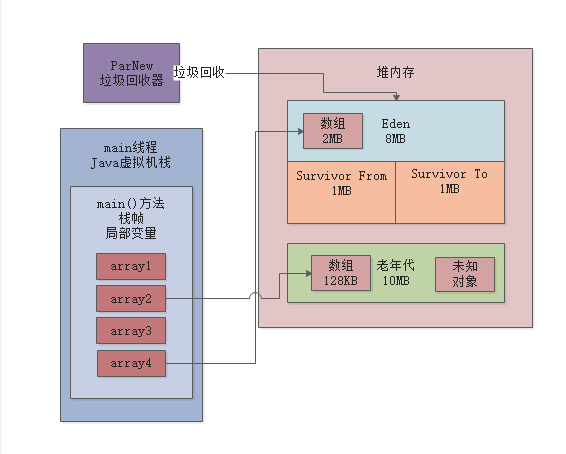 ParNew
垃圾回收器
垃圾回收
堆内存
数组
2MB
Eden
8MB
Survivor From
1MB
Survivor To
1MB
main线程
Java虚拟机栈
main()方法
栈帧
局部变量
array1
array2
array3
array4
数组
128KB
老年代
10MB
未知
对象